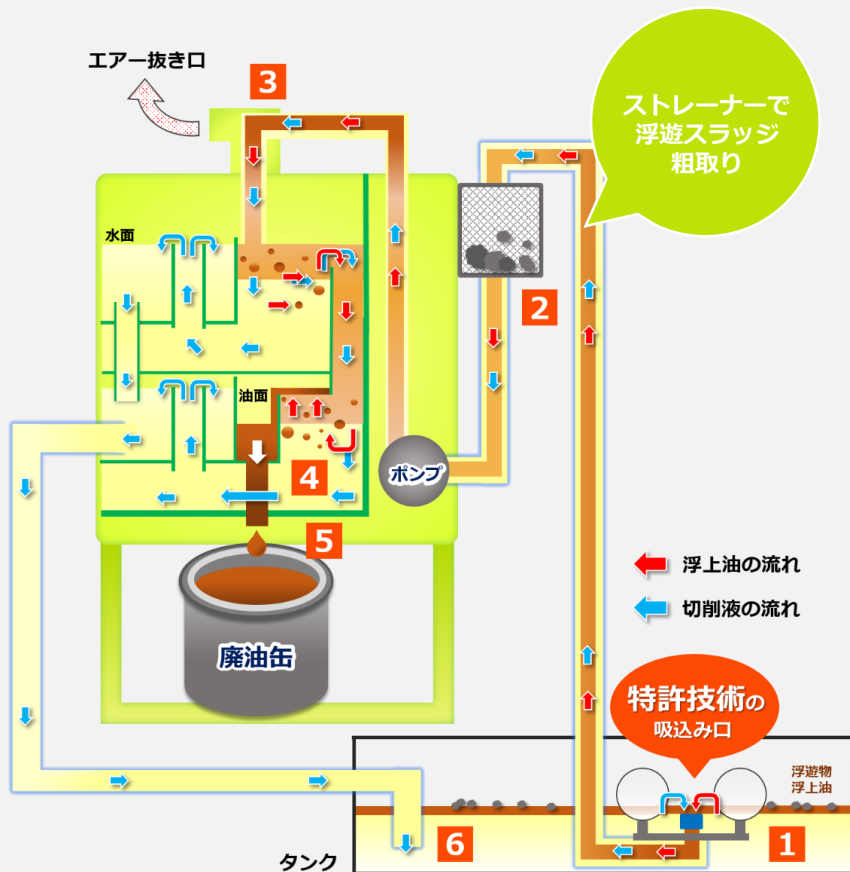 エアー抜き口
3
ストレーナーで
浮遊スラッジ
粗取り
水面
2
油面
ポンプ
4
5
浮上油の流れ
切削液の流れ
廃油缶
特許技術の
吸込み口
浮遊物
浮上油
6
1
タンク